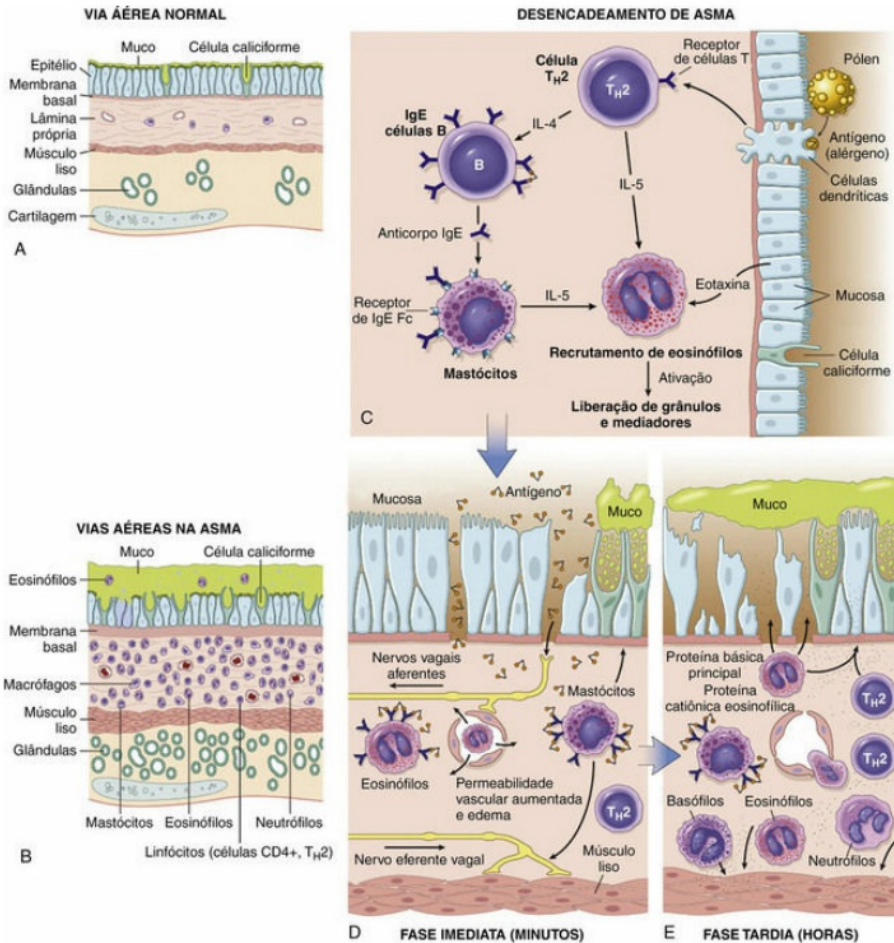 VIA AÉREA NORMAL
Muco
Célula caliciforme
Epitélio
Membrana
basal
Lâmina
própria
Músculo
liso
Glândulas
Cartilagem
A
DESENCADEAMENTO DE ASMA
Célula
TH2
Receptor
de células T
Pólen
TH2
IgE
células B
IL-4
Antígeno
(alérgeno)
B
Células
dendríticas
IL-5
Anticorpo IgE
Eotaxina
Receptor
de IgE Fc
IL-5
Mucosa
Mastócitos
Recrutamento de eosinófilos
Célula
caliciforme
Ativação
Liberação de grânulos
e mediadores
C
VIAS AÉREAS NA ASMA
Muco
Célula caliciforme
Eosinófilos
Membrana
basal
Macrófagos
Músculo
liso
Glândulas
Mastócitos
Eosinófilos
Neutrófilos
Linfócitos (células CD4+, TH2)
B
Mucosa
Antígeno
Muco
Nervos vagais
aferentes
Mastócitos
Eosinófilos
Permeabilidade
vascular aumentada
e edema
TH2
Nervo eferente vagal
Músculo
liso
D
FASE IMEDIATA (MINUTOS)
Muco
Proteína básica
principal
Proteína
catiônica eosinofílica
TH2
TH2
Basófilos
Eosinófilos
Neutrófilos
E
FASE TARDIA (HORAS)